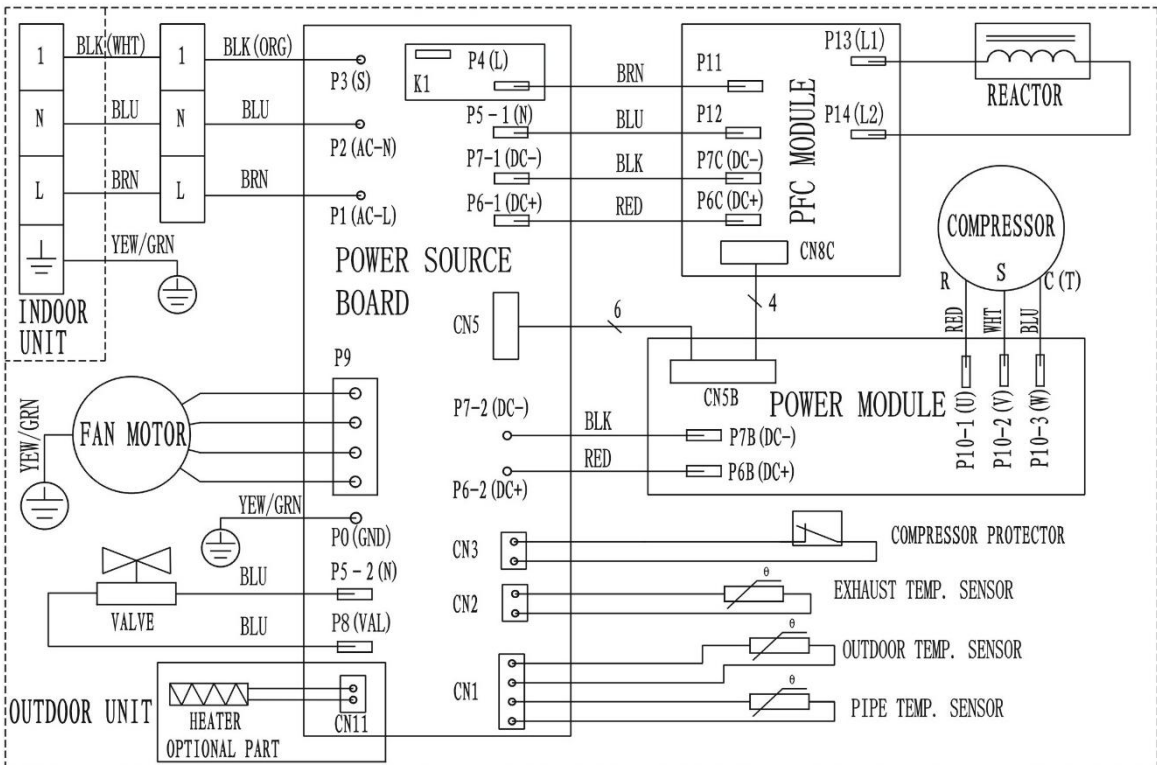 1
BLK(WHT)
1
BLK(ORG)
P3(S)
N
BLU
N
BLU
P2(AC-N)
L
BRN
L
BRN
P1(AC-L)
YEW/GRN
INDOOR
UNIT
K1
P4(L)
P5-1(N)
P7-1(DC-)
P6-1(DC+)
POWER SOURCE
BOARD
BRN
BLU
BLK
RED
P11
P12
P7C(DC-)
P6C(DC+)
PFC MODULE
CN8C
P13(L1)
P14(L2)
REACTOR
COMPRESSOR
R
S
C(T)
RED
WHT
BLU
CN5
6
4
CN5B
POWER MODULE
P10-1(U)
P10-2(V)
P10-3(W)
P7-2(DC-)
BLK
P7B(DC-)
RED
P6B(DC+)
P6-2(DC+)
P9
FAN MOTOR
YEW/GRN
YEW/GRN
P0(GND)
P5-2(N)
BLU
VALVE
BLU
P8(VAL)
CN3
COMPRESSOR PROTECTOR
CN2
θ
EXHAUST TEMP. SENSOR
CN1
θ
OUTDOOR TEMP. SENSOR
θ
PIPE TEMP. SENSOR
OUTDOOR UNIT
HEATER
CN11
OPTIONAL PART